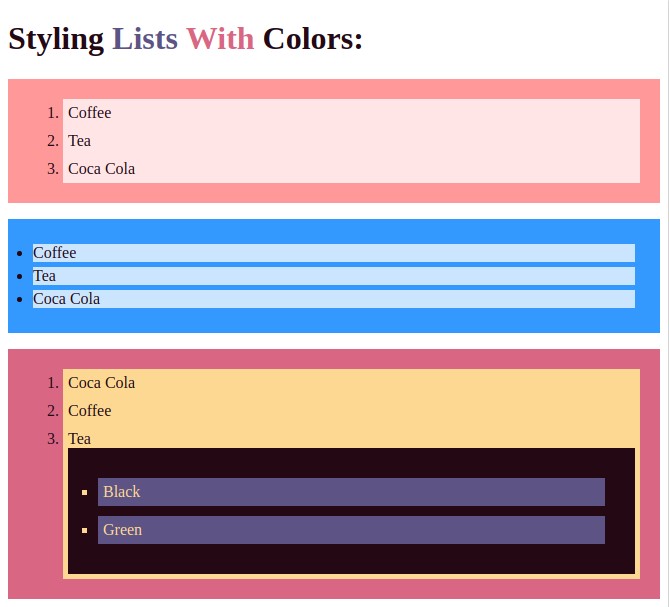 Styling Lists With Colors:
1. Coffee
2. Tea
3. Coca Cola
• Coffee
• Tea
• Coca Cola
1. Coca Cola
2. Coffee
3. Tea
▪ Black
▪ Green